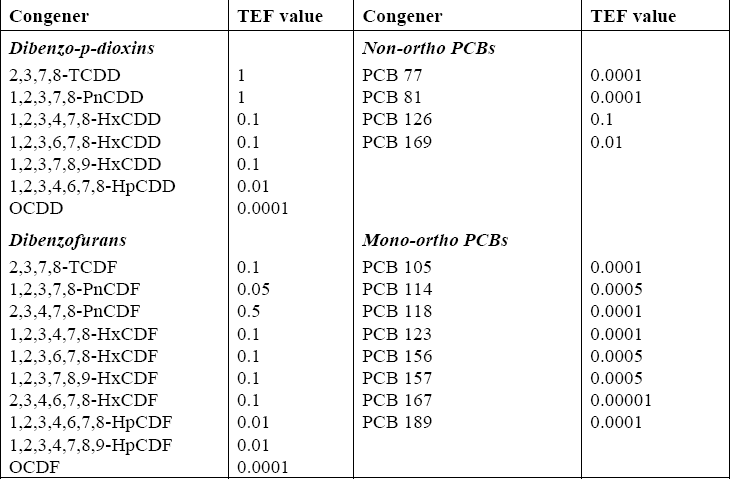 Congener TEF value Congener TEF value
Dibenzo-p-dioxins Non-ortho PCBs
2,3,7,8-TCDD 1 PCB 77 0.0001
1,2,3,7,8-PnCDD 1 PCB 81 0.0001
1,2,3,4,7,8-HxCDD 0.1 PCB 126 0.1
1,2,3,6,7,8-HxCDD 0.1 PCB 169 0.01
1,2,3,7,8,9-HxCDD 0.1
1,2,3,4,6,7,8-HpCDD 0.01
OCDD 0.0001
Dibenzofurans Mono-ortho PCBs
2,3,7,8-TCDF 0.1 PCB 105 0.0001
1,2,3,7,8-PnCDF 0.05 PCB 114 0.0005
2,3,4,7,8-PnCDF 0.5 PCB 118 0.0001
1,2,3,4,7,8-HxCDF 0.1 PCB 123 0.0001
1,2,3,6,7,8-HxCDF 0.1 PCB 156 0.0005
1,2,3,7,8,9-HxCDF 0.1 PCB 157 0.0005
2,3,4,6,7,8-HxCDF 0.1 PCB 167 0.00001
1,2,3,4,6,7,8-HpCDF 0.01 PCB 189 0.0001
1,2,3,4,7,8,9-HpCDF 0.01
OCDF 0.0001